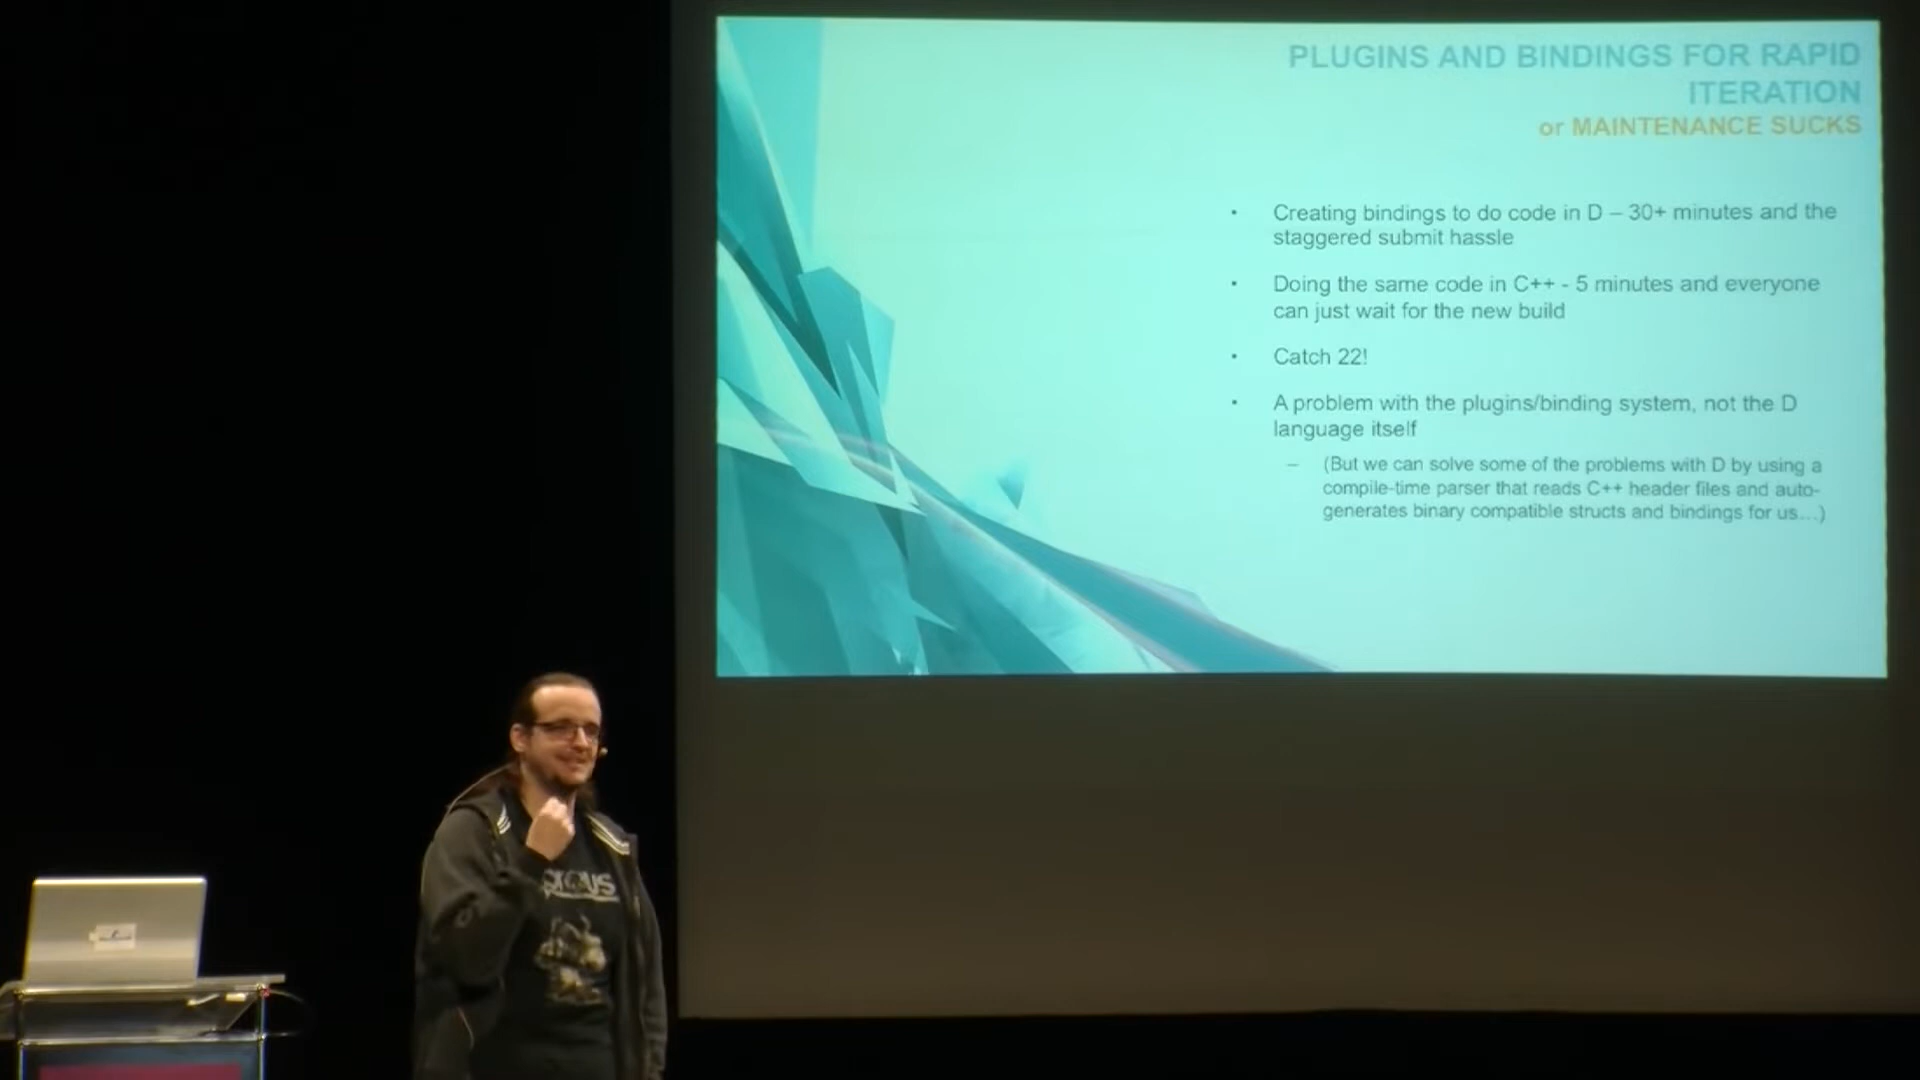 PLUGINS AND BINDINGS FOR RAPID
ITERATION
or MAINTENANCE SUCKS
• Creating bindings to do code in D – 30+ minutes and the
staggered submit hassle
• Doing the same code in C++ - 5 minutes and everyone
can just wait for the new build
• Catch 22!
• A problem with the plugins/binding system, not the D
language itself
– (But we can solve some of the problems with D by using a
compile-time parser that reads C++ header files and auto-
generates binary compatible structs and bindings for us…)